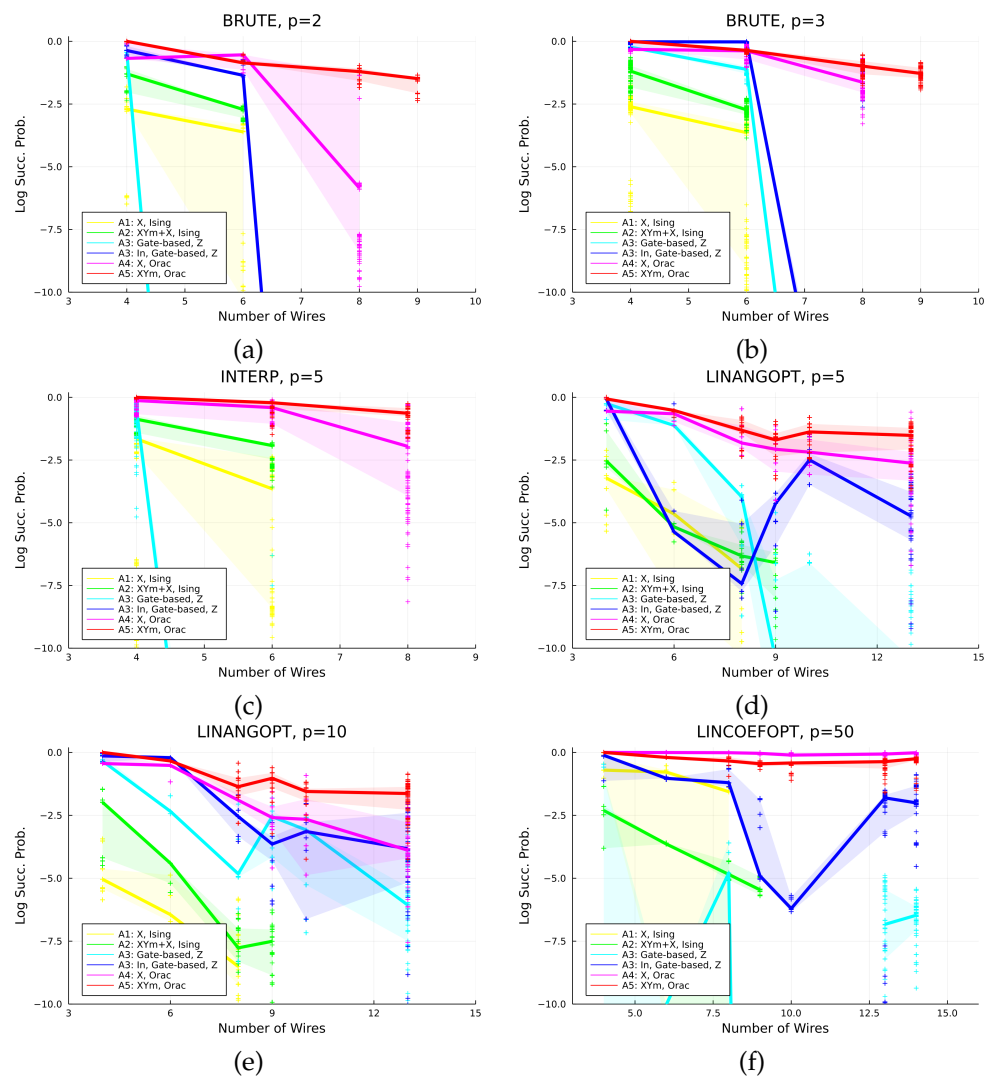 BRUTE, p=2
Log Succ. Prob.
0.0
−2.5
−5.0
−7.5
−10.0
A1: X, Ising
A2: XYm+X, Ising
A3: Gate-based, Z
A3: In, Gate-based, Z
A4: X, Orac
A5: XYm, Orac
3 4 5 6 7 8 9 10
Number of Wires
(a)
BRUTE, p=3
Log Succ. Prob.
0.0
−2.5
−5.0
−7.5
−10.0
A1: X, Ising
A2: XYm+X, Ising
A3: Gate-based, Z
A3: In, Gate-based, Z
A4: X, Orac
A5: XYm, Orac
3 4 5 6 7 8 9 10
Number of Wires
(b)
INTERP, p=5
Log Succ. Prob.
0.0
−2.5
−5.0
−7.5
−10.0
A1: X, Ising
A2: XYm+X, Ising
A3: Gate-based, Z
A3: In, Gate-based, Z
A4: X, Orac
A5: XYm, Orac
3 4 5 6 7 8 9
Number of Wires
(c)
LINANGOPT, p=5
Log Succ. Prob.
0.0
−2.5
−5.0
−7.5
−10.0
A1: X, Ising
A2: XYm+X, Ising
A3: Gate-based, Z
A3: In, Gate-based, Z
A4: X, Orac
A5: XYm, Orac
3 6 9 12 15
Number of Wires
(d)
LINANGOPT, p=10
Log Succ. Prob.
0.0
−2.5
−5.0
−7.5
−10.0
A1: X, Ising
A2: XYm+X, Ising
A3: Gate-based, Z
A3: In, Gate-based, Z
A4: X, Orac
A5: XYm, Orac
3 6 9 12 15
Number of Wires
(e)
LINCOEFOPT, p=50
Log Succ. Prob.
0.0
−2.5
−5.0
−7.5
−10.0
A1: X, Ising
A2: XYm+X, Ising
A3: Gate-based, Z
A3: In, Gate-based, Z
A4: X, Orac
A5: XYm, Orac
5.0 7.5 10.0 12.5 15.0
Number of Wires
(f)